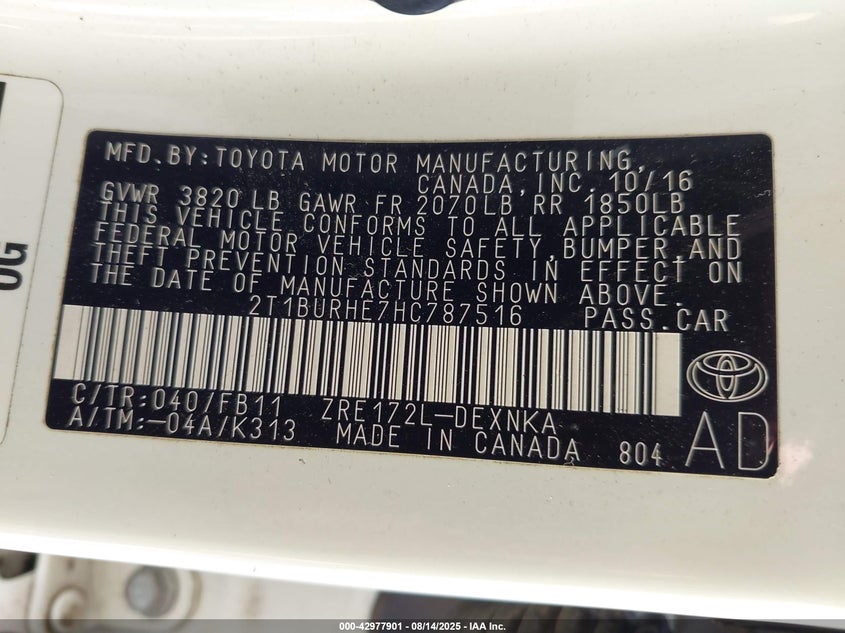 MFD.BY:TOYOTA MOTOR MANUFACTURING,
CANADA,INC. 10/16
GVWR 3820 LB GAWR FR 2070LB RR 1850LB
THIS VEHICLE CONFORMS TO ALL APPLICABLE
FEDERAL MOTOR VEHICLE SAFETY,BUMPER,AND
THEFT PREVENTION STANDARDS IN EFFECT ON
THE DATE OF MANUFACTURE SHOWN ABOVE.
2T1BURHE7HC787516 PASS.CAR
C/TR:040/FB11 ZRE172L-DEXNKA
A/TM:-04A/K313 MADE IN CANADA 804 AD
0G
000-42977901 - 08/14/2025 - IAA Inc.